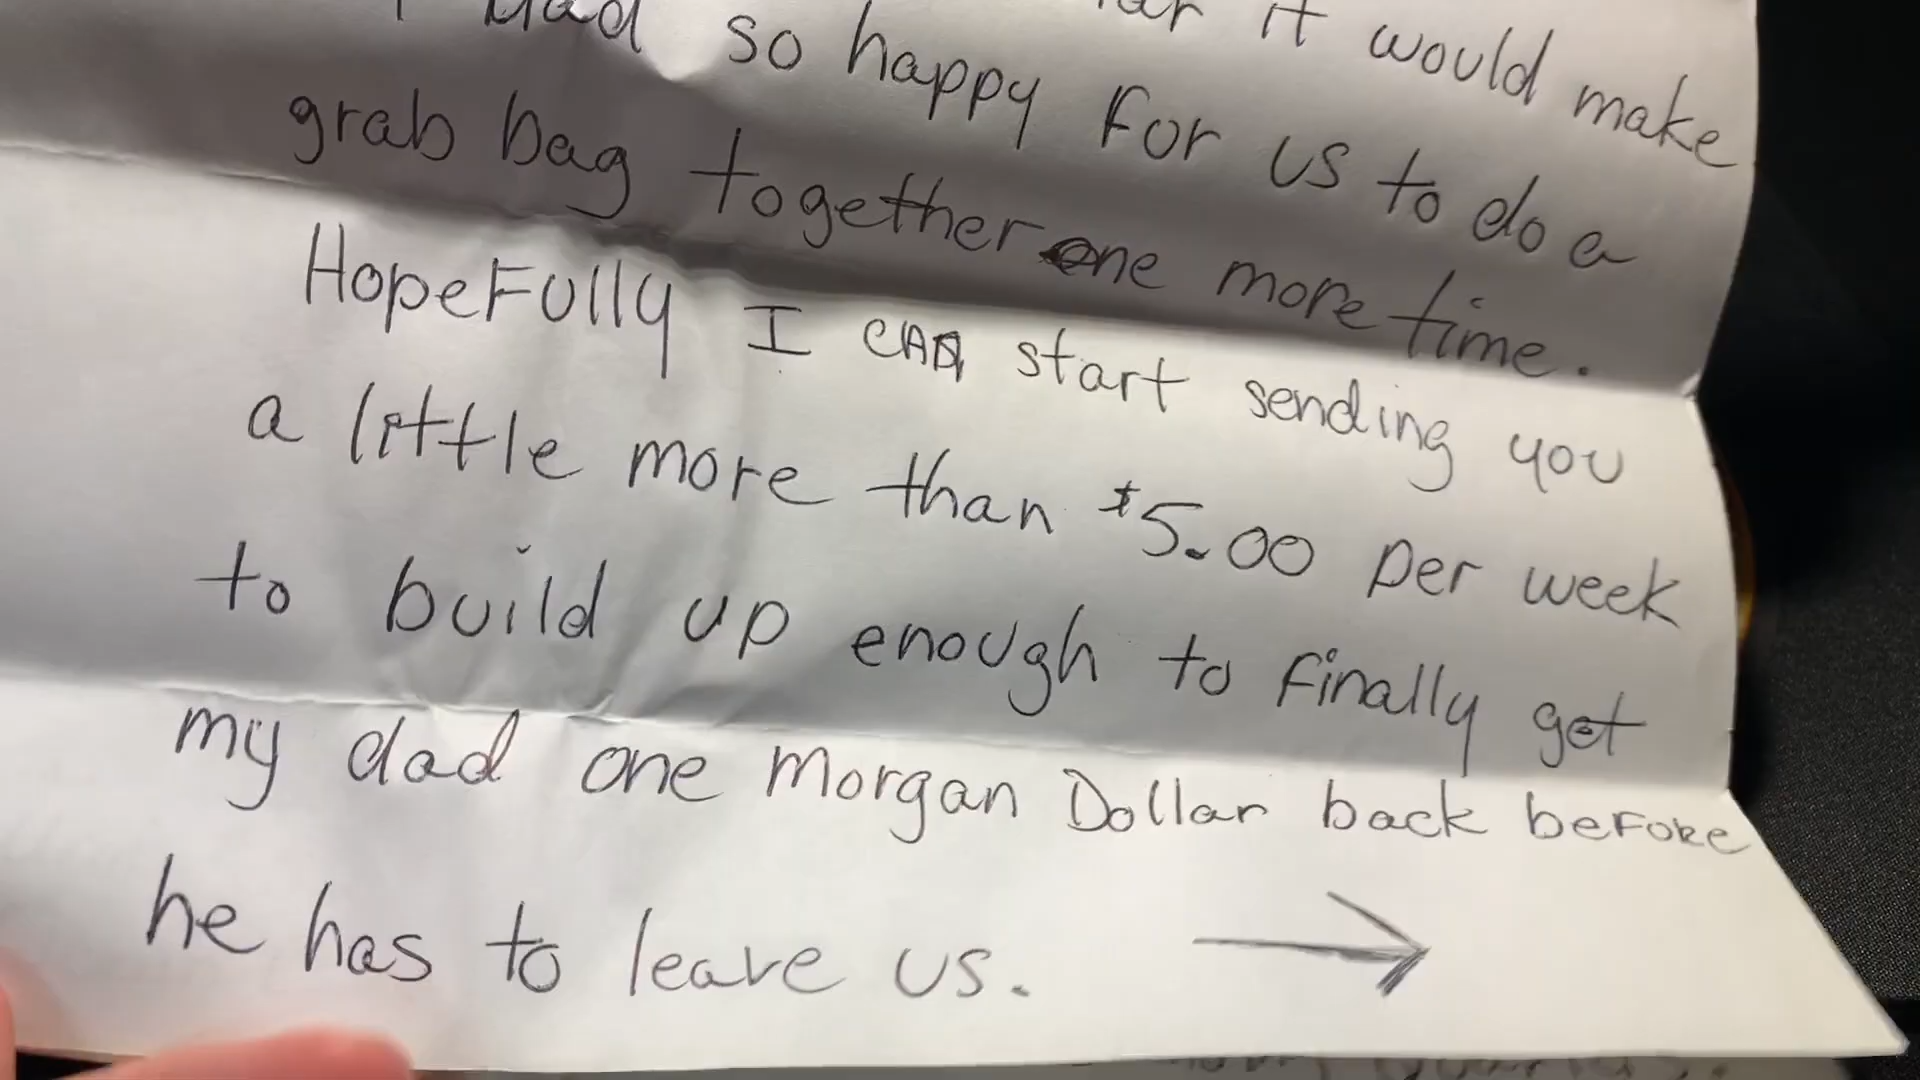 it would make
dad so happy for us to do a
grab bag together one more time.
Hopefully I can start sending you
a little more than $5.00 per week
to build up enough to finally get
my dad one Morgan Dollar back before
he has to leave us. →